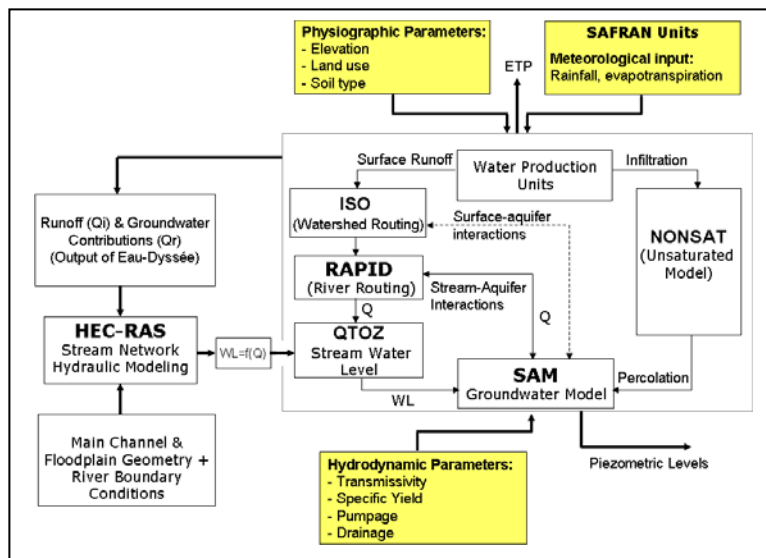 Physiographic Parameters:
- Elevation
- Land use
- Soil type
ETP
SAFRAN Units
Meteorological input:
Rainfall, evapotranspiration
Surface Runoff
Water Production
Units
Infiltration
Runoff (Qi) & Groundwater
Contributions (Qr)
(Output of Eau-Dyssée)
ISO
(Watershed Routing)
Surface-aquifer
interactions
NONSAT
(Unsaturated
Model)
RAPID
(River Routing)
Stream-Aquifer
Interactions
Q
Q
HEC-RAS
Stream Network
Hydraulic Modeling
WL=f(Q)
QTOZ
Stream Water
Level
WL
SAM
Groundwater Model
Percolation
Main Channel &
Floodplain Geometry +
River Boundary
Conditions
Hydrodynamic Parameters:
- Transmissivity
- Specific Yield
- Pumpage
- Drainage
Piezometric Levels